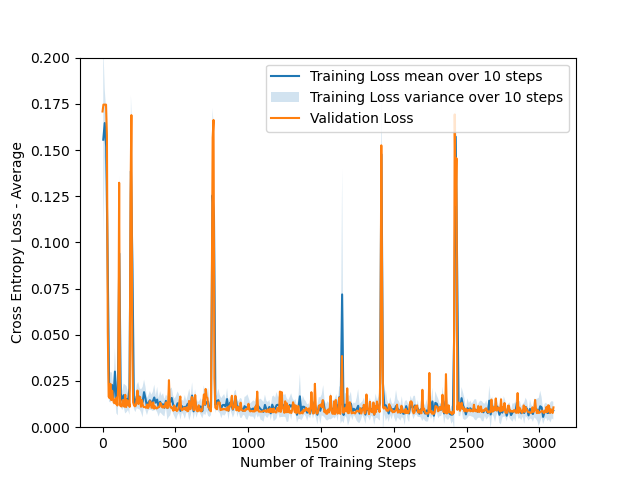 0.200
0.175
0.150
0.125
0.100
0.075
0.050
0.025
0.000
Cross Entropy Loss - Average
Training Loss mean over 10 steps
Training Loss variance over 10 steps
Validation Loss
0 500 1000 1500 2000 2500 3000
Number of Training Steps